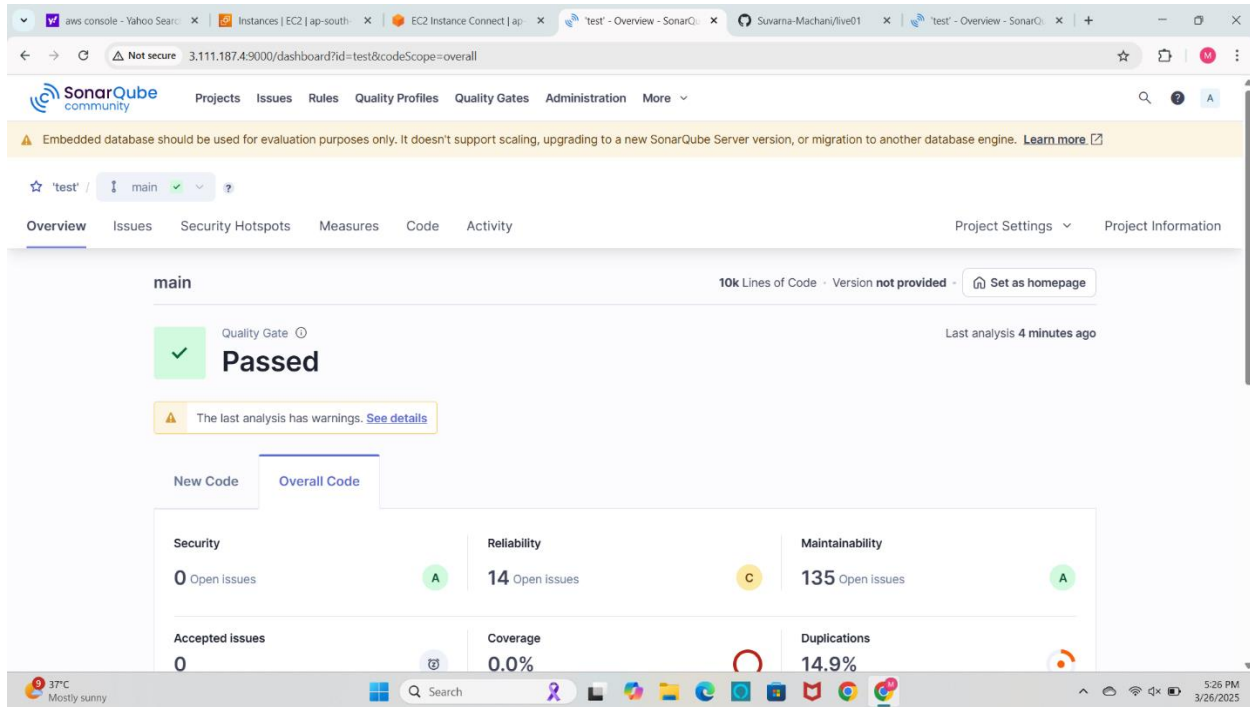 aws console - Yahoo Searc
Instances | EC2 | ap-south-
EC2 Instance Connect | ap-
'test' - Overview - SonarQu
Suvarna-Machani/live01
'test' - Overview - SonarQu
Not secure 3.111.187.4:9000/dashboard?id=test&codeScope=overall
M
SonarQube
community
Projects Issues Rules Quality Profiles Quality Gates Administration More
A
Embedded database should be used for evaluation purposes only. It doesn't support scaling, upgrading to a new SonarQube Server version, or migration to another database engine. Learn more
'test' / main
Overview Issues Security Hotspots Measures Code Activity Project Settings Project Information
main 10k Lines of Code · Version not provided · Set as homepage
Quality Gate Last analysis 4 minutes ago
Passed
The last analysis has warnings. See details
New Code Overall Code
Security Reliability Maintainability
0 Open issues A 14 Open issues C 135 Open issues A
Accepted issues Coverage Duplications
0 0.0% 14.9%
9 37°C Search 5:26 PM
Mostly sunny 3/26/2025